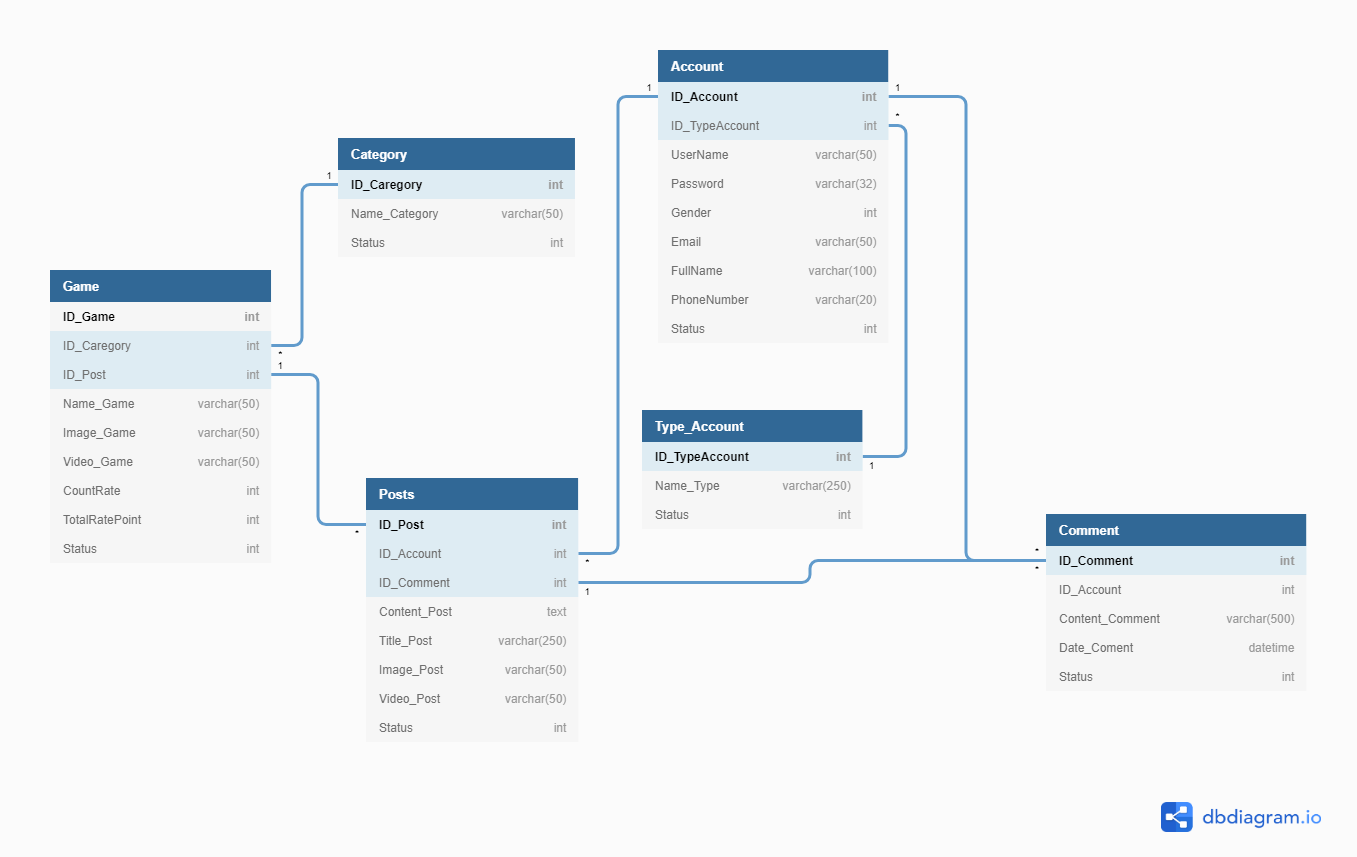 Account
1
ID_Account int
1
*
ID_TypeAccount int
UserName varchar(50)
Password varchar(32)
Gender int
Email varchar(50)
FullName varchar(100)
PhoneNumber varchar(20)
Status int
Category
1
ID_Caregory int
Name_Category varchar(50)
Status int
Game
ID_Game int
ID_Caregory int
*
1
ID_Post int
Name_Game varchar(50)
Image_Game varchar(50)
Video_Game varchar(50)
CountRate int
TotalRatePoint int
Status int
Type_Account
ID_TypeAccount int
1
Name_Type varchar(250)
Status int
Posts
ID_Post int
*
ID_Account int
*
ID_Comment int
1
Content_Post text
Title_Post varchar(250)
Image_Post varchar(50)
Video_Post varchar(50)
Status int
Comment
*
ID_Comment int
*
ID_Account int
Content_Comment varchar(500)
Date_Coment datetime
Status int
dbdiagram.io